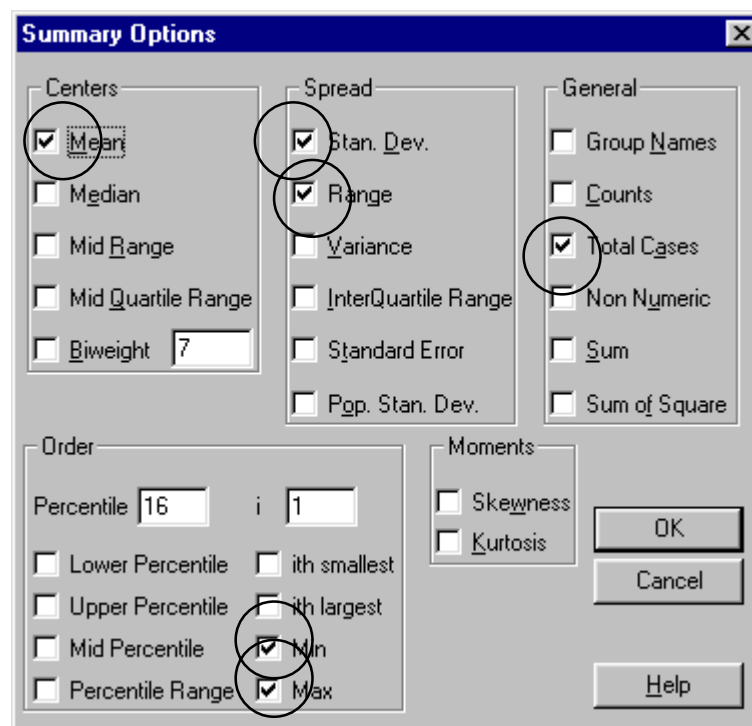 Summary Options
Centers
Mean
Median
Mid Range
Mid Quartile Range
Biweight 7
Spread
Stan. Dev.
Range
Variance
InterQuartile Range
Standard Error
Pop. Stan. Dev.
General
Group Names
Counts
Total Cases
Non Numeric
Sum
Sum of Square
Order
Percentile 16 i 1
Lower Percentile ith smallest
Upper Percentile ith largest
Mid Percentile Min
Percentile Range Max
Moments
Skewness
Kurtosis
OK
Cancel
Help